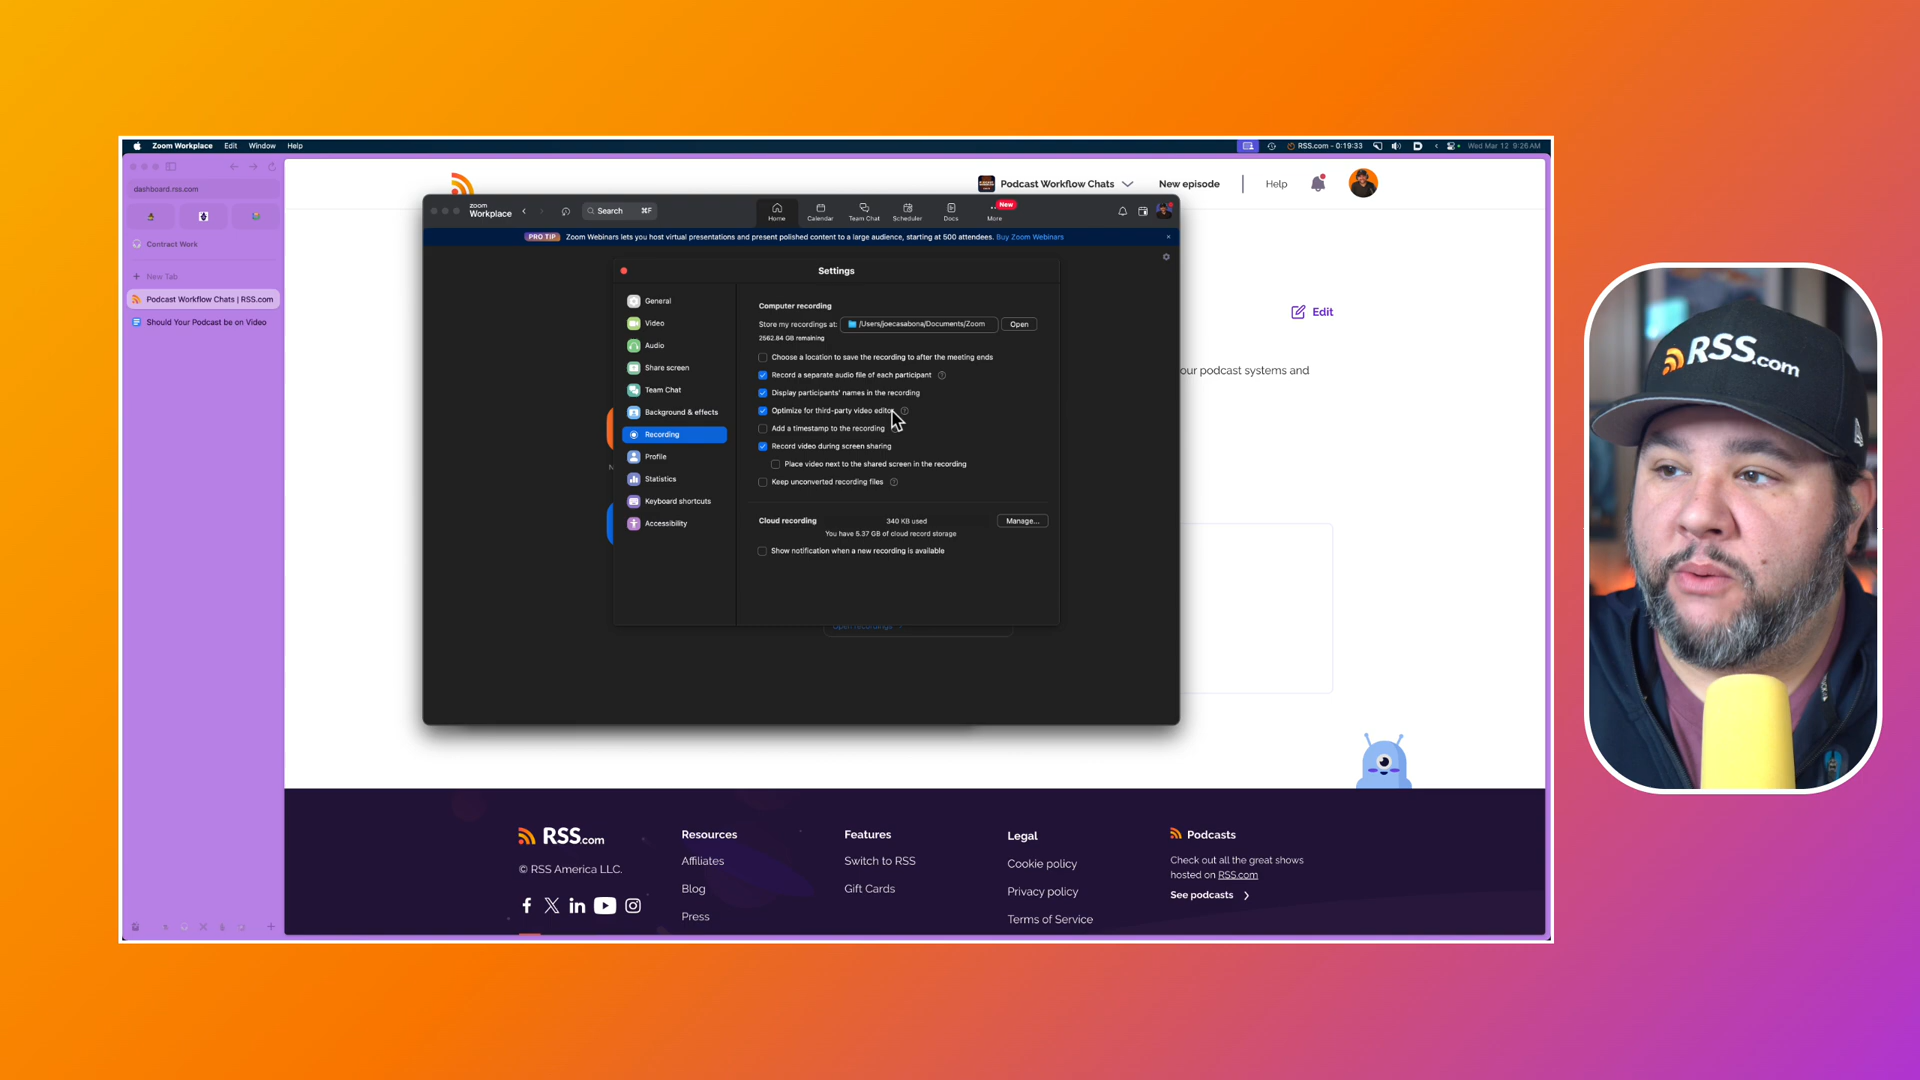 Zoom Workplace Edit Window Help
RSS.com - 0:19:33
Wed Mar 12 9:26 AM
dashboard.rss.com
Contract Work
+ New Tab
Podcast Workflow Chats | RSS.com
Should Your Podcast be on Video
Podcast Workflow Chats
New episode
Help
zoom
Workplace
Search ⌘F
Home
Calendar
Team Chat
Scheduler
Docs
More
New
PRO TIP Zoom Webinars lets you host virtual presentations and present polished content to a large audience, starting at 500 attendees. Buy Zoom Webinars
Settings
General
Video
Audio
Share screen
Team Chat
Background & effects
Recording
Profile
Statistics
Keyboard shortcuts
Accessibility
Computer recording
Store my recordings at: /Users/joecasabona/Documents/Zoom Open
2562.84 GB remaining
Choose a location to save the recording to after the meeting ends
Record a separate audio file of each participant
Display participants' names in the recording
Optimize for third-party video editor
Add a timestamp to the recording
Record video during screen sharing
Place video next to the shared screen in the recording
Keep unconverted recording files
Cloud recording 340 KB used Manage...
You have 5.37 GB of cloud record storage
Show notification when a new recording is available
Open recordings
Edit
our podcast systems and
RSS.com
© RSS America LLC.
Resources
Affiliates
Blog
Press
Features
Switch to RSS
Gift Cards
Legal
Cookie policy
Privacy policy
Terms of Service
Podcasts
Check out all the great shows
hosted on RSS.com
See podcasts
RSS.com